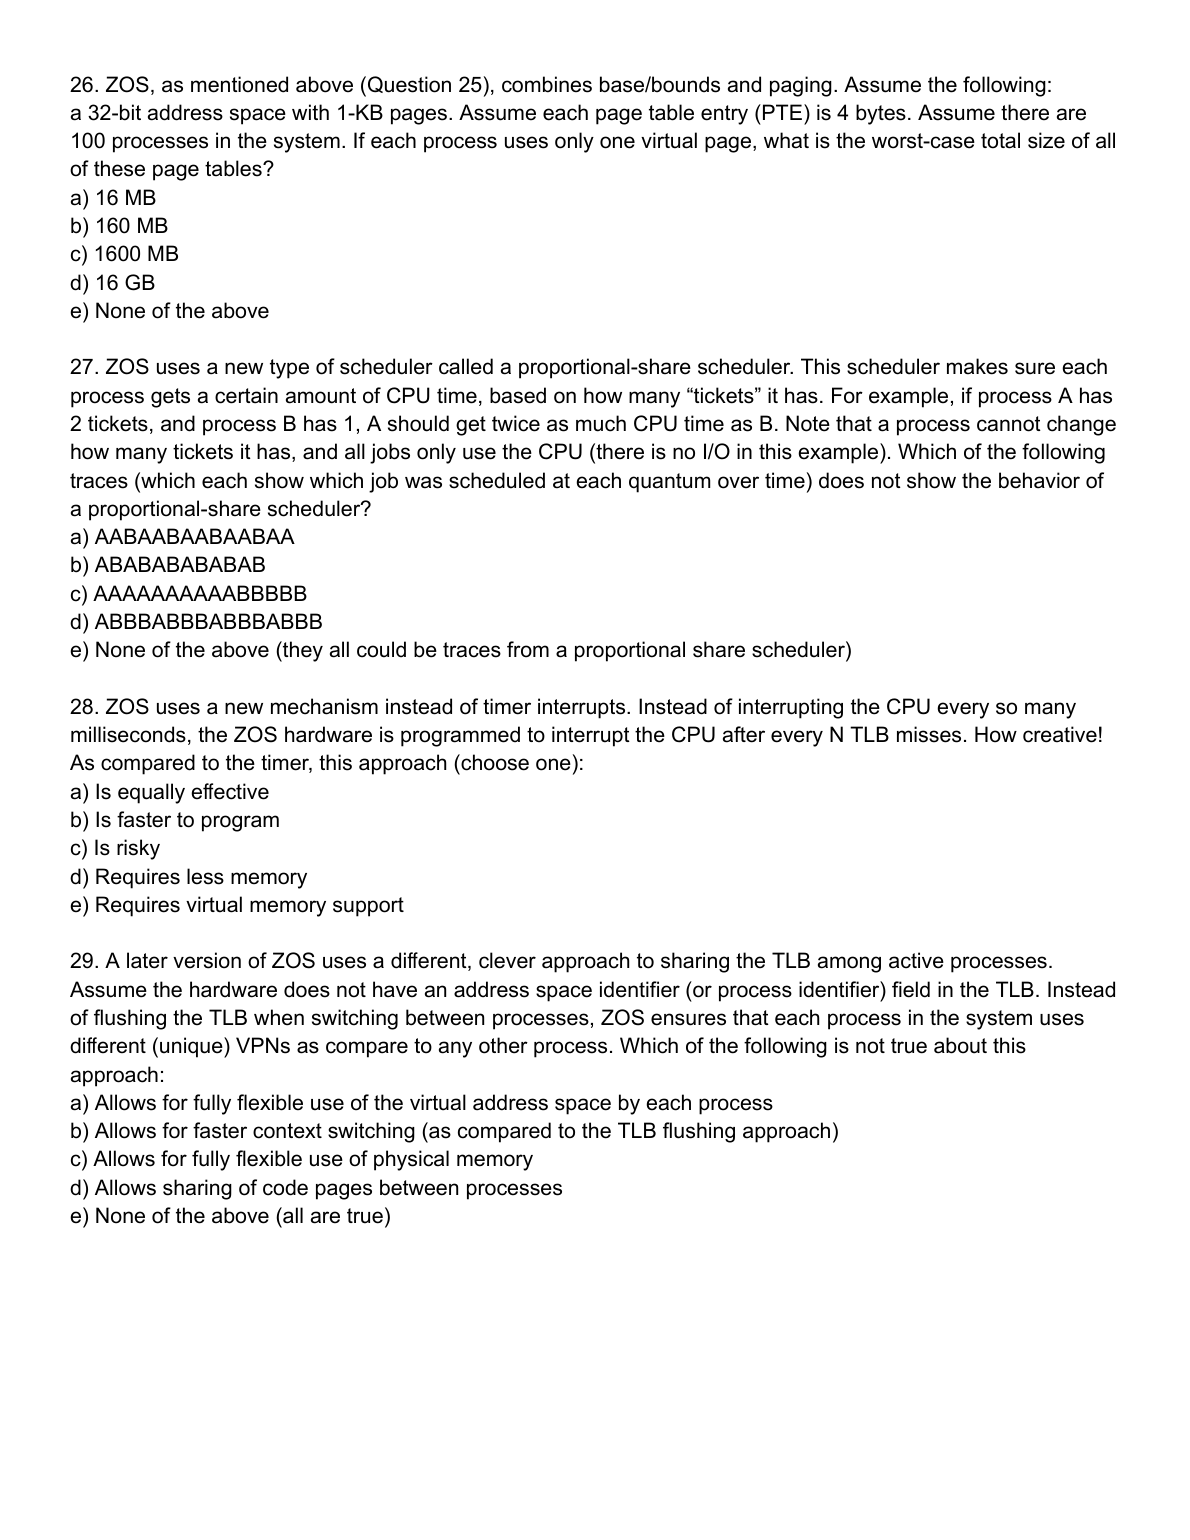 26. ZOS, as mentioned above (Question 25), combines base/bounds and paging. Assume the following:
a 32-bit address space with 1-KB pages. Assume each page table entry (PTE) is 4 bytes. Assume there are
100 processes in the system. If each process uses only one virtual page, what is the worst-case total size of all
of these page tables?
a) 16 MB
b) 160 MB
c) 1600 MB
d) 16 GB
e) None of the above
27. ZOS uses a new type of scheduler called a proportional-share scheduler. This scheduler makes sure each
process gets a certain amount of CPU time, based on how many “tickets” it has. For example, if process A has
2 tickets, and process B has 1, A should get twice as much CPU time as B. Note that a process cannot change
how many tickets it has, and all jobs only use the CPU (there is no I/O in this example). Which of the following
traces (which each show which job was scheduled at each quantum over time) does not show the behavior of
a proportional-share scheduler?
a) AABAABAABAABAA
b) ABABABABABAB
c) AAAAAAAAAABBBBB
d) ABBBABBBABBBABBB
e) None of the above (they all could be traces from a proportional share scheduler)
28. ZOS uses a new mechanism instead of timer interrupts. Instead of interrupting the CPU every so many
milliseconds, the ZOS hardware is programmed to interrupt the CPU after every N TLB misses. How creative!
As compared to the timer, this approach (choose one):
a) Is equally effective
b) Is faster to program
c) Is risky
d) Requires less memory
e) Requires virtual memory support
29. A later version of ZOS uses a different, clever approach to sharing the TLB among active processes.
Assume the hardware does not have an address space identifier (or process identifier) field in the TLB. Instead
of flushing the TLB when switching between processes, ZOS ensures that each process in the system uses
different (unique) VPNs as compare to any other process. Which of the following is not true about this
approach:
a) Allows for fully flexible use of the virtual address space by each process
b) Allows for faster context switching (as compared to the TLB flushing approach)
c) Allows for fully flexible use of physical memory
d) Allows sharing of code pages between processes
e) None of the above (all are true)